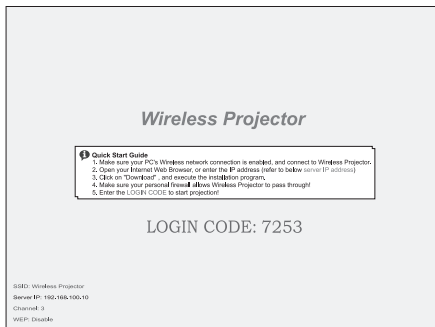 Wireless Projector
Quick Start Guide
1. Make sure your PC's Wireless network connection is enabled, and connect to Wireless Projector.
2. Open your Internet Web Browser, or enter the IP address (refer to below server IP address)
3. Click on "Download" , and execute the installation program.
4. Make sure your personal firewall allows Wireless Projector to pass through!
5. Enter the LOGIN CODE to start projection!
LOGIN CODE: 7253
SSID: Wireless Projector
Server IP: 192.168.100.10
Channel: 3
WEP: Disable